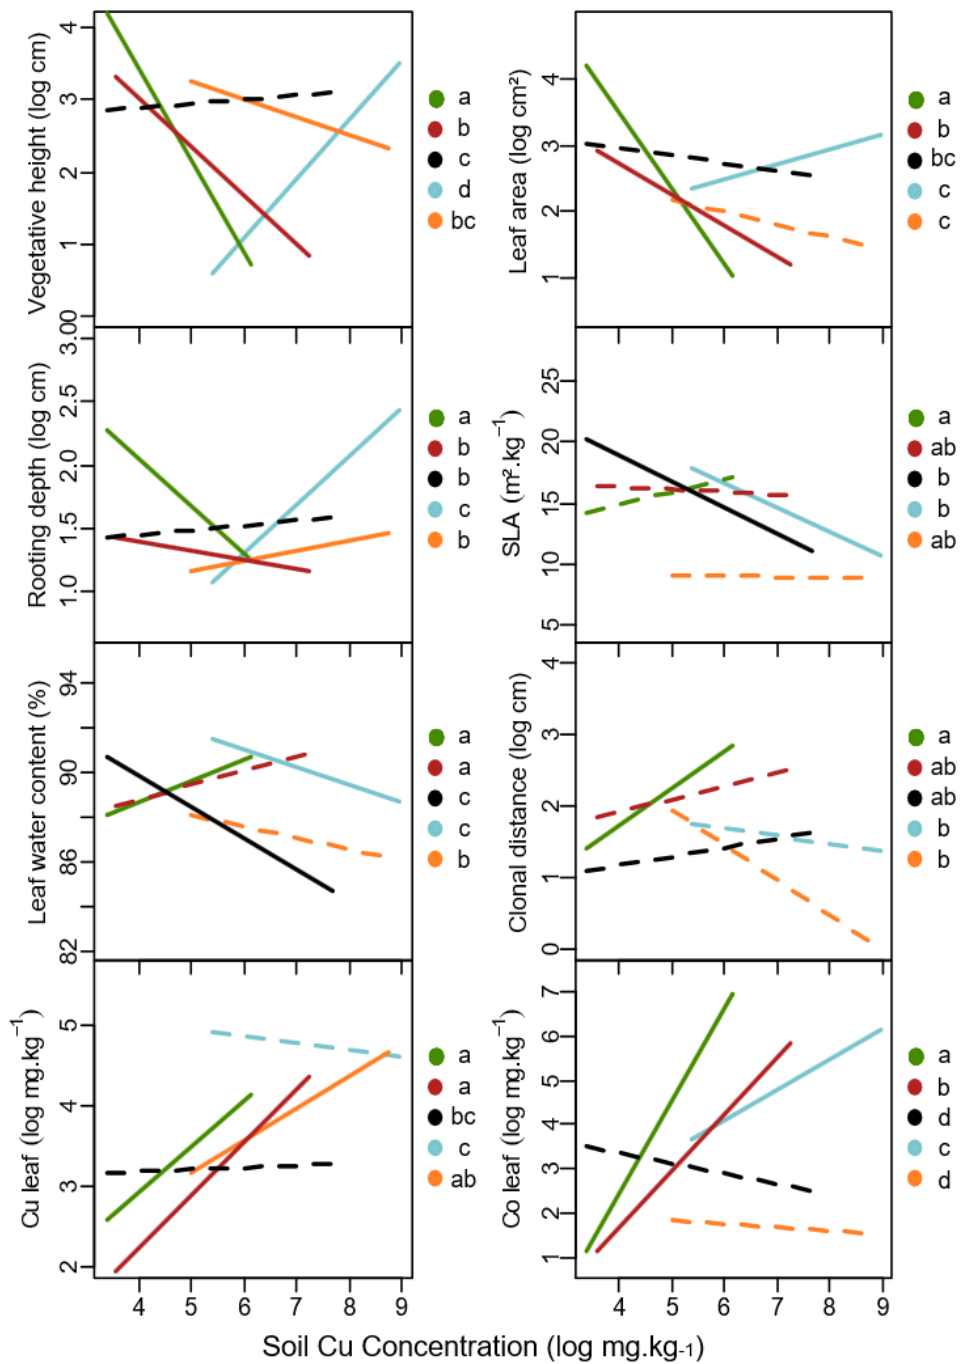 Vegetative height (log cm)
4
3
2
1
0
a
b
c
d
bc
Leaf area (log cm²)
4
3
2
1
a
b
bc
c
c
Rooting depth (log cm)
3.0
2.5
2.0
1.5
1.0
a
b
b
c
b
SLA (m².kg⁻¹)
25
20
15
10
5
a
ab
b
b
ab
Leaf water content (%)
94
90
86
82
a
a
c
c
b
Clonal distance (log cm)
4
3
2
1
0
a
ab
ab
b
b
Cu leaf (log mg.kg⁻¹)
5
4
3
2
a
a
bc
c
ab
4 5 6 7 8 9
Co leaf (log mg.kg⁻¹)
7
6
5
4
3
2
1
a
b
d
c
d
4 5 6 7 8 9
Soil Cu Concentration (log mg.kg-1)